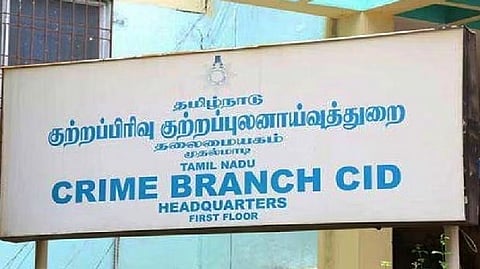 தமிழ்நாடு
குற்றப்பிரிவு குற்றப்புலனாய்வுத்துறை
தலைமையகம்
முதல்மாடி
TAMIL NADU
CRIME BRANCH CID
HEADQUARTERS
FIRST FLOOR